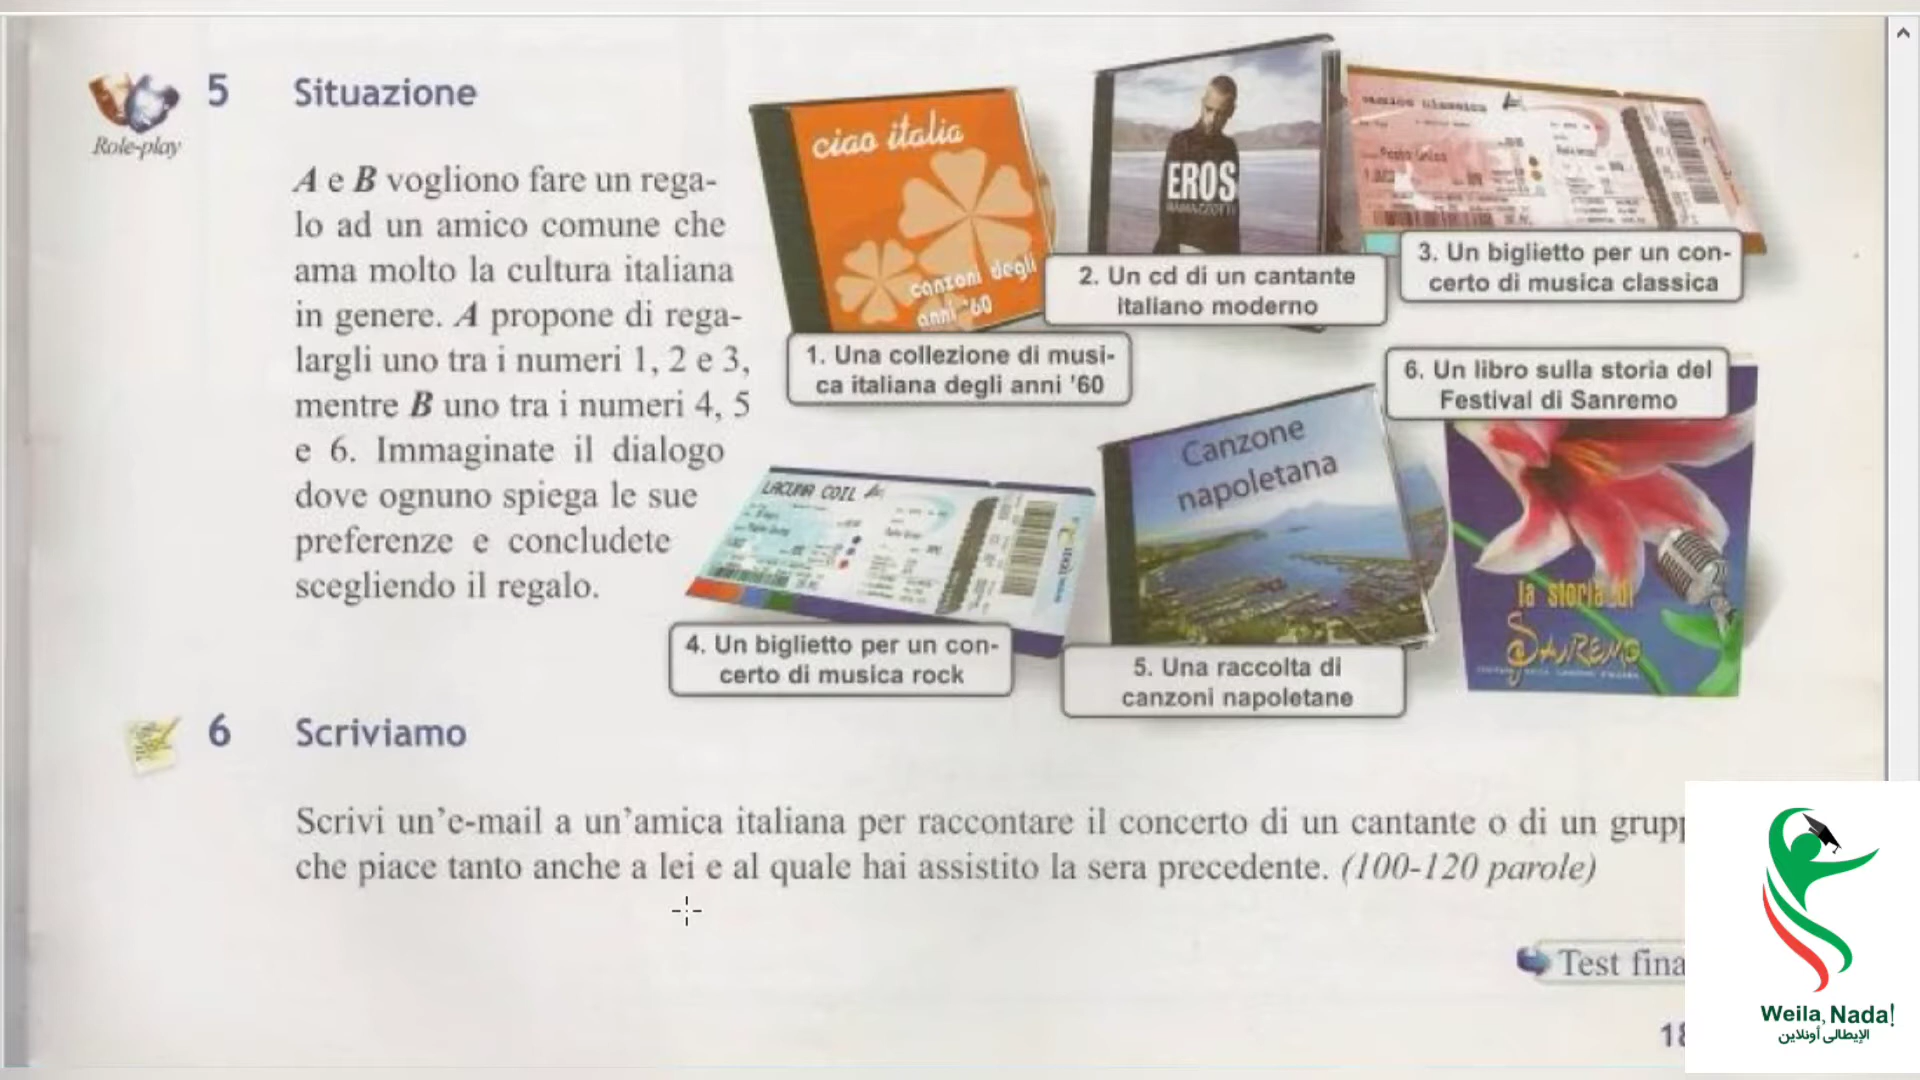 5 Situazione
Role-play
A e B vogliono fare un rega-
lo ad un amico comune che
ama molto la cultura italiana
in genere. A propone di rega-
largli uno tra i numeri 1, 2 e 3,
mentre B uno tra i numeri 4, 5
e 6. Immaginate il dialogo
dove ognuno spiega le sue
preferenze e concludete
scegliendo il regalo.
ciao italia
canzoni degli
anni '60
1. Una collezione di musi-
ca italiana degli anni '60
EROS
RAMAZZOTTI
2. Un cd di un cantante
italiano moderno
musica classica
Posto Unico
3. Un biglietto per un con-
certo di musica classica
LACUNA COIL
4. Un biglietto per un con-
certo di musica rock
Canzone
napoletana
5. Una raccolta di
canzoni napoletane
6. Un libro sulla storia del
Festival di Sanremo
la storia di
SANREMO
6 Scriviamo
Scrivi un'e-mail a un'amica italiana per raccontare il concerto di un cantante o di un grupp
che piace tanto anche a lei e al quale hai assistito la sera precedente. (100-120 parole)
Test fina
18
Weila, Nada!
الإيطالي أونلاين